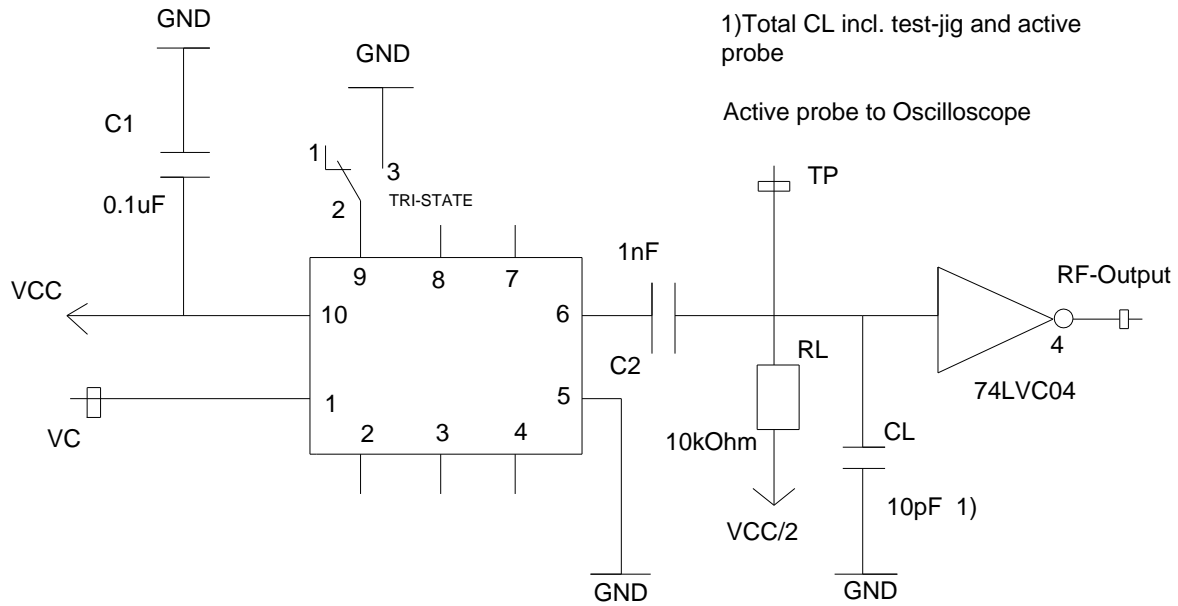 GND
1)Total CL incl. test-jig and active
probe
GND
Active probe to Oscilloscope
C1
1
3
TP
2
TRI-STATE
0.1uF
9
8
7
1nF
RF-Output
VCC
10
6
4
RL
C2
74LVC04
1
5
VC
2
3
4
10kOhm
CL
10pF 1)
VCC/2
GND
GND